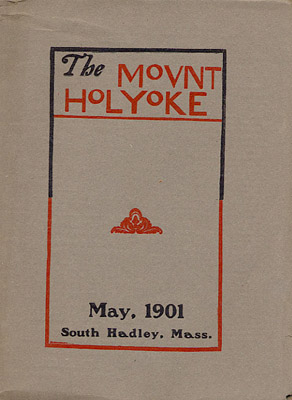 The MOVNT
HOLYOKE
May, 1901
South Hadley, Mass.